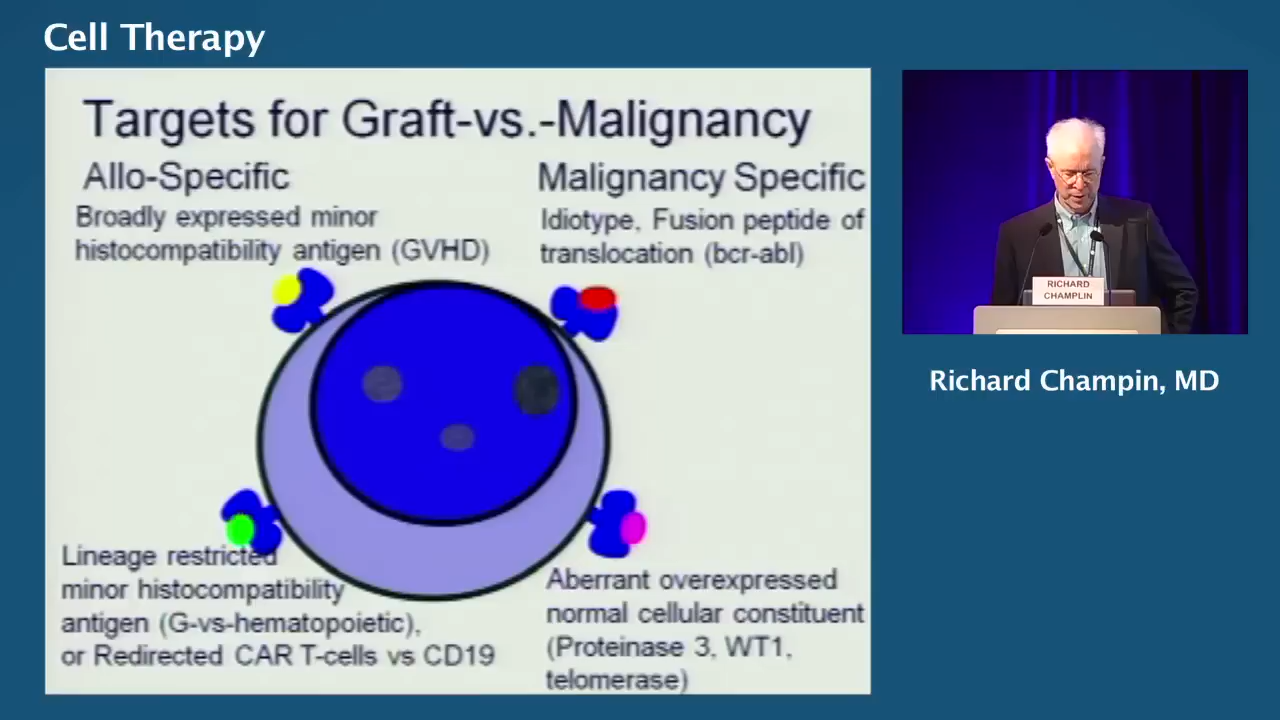 Cell Therapy
Targets for Graft-vs.-Malignancy
Allo-Specific
Broadly expressed minor
histocompatibility antigen (GVHD)
Malignancy Specific
Idiotype, Fusion peptide of
translocation (bcr-abl)
Lineage restricted
minor histocompatibility
antigen (G-vs-hematopoietic),
or Redirected CAR T-cells vs CD19
Aberrant overexpressed
normal cellular constituent
(Proteinase 3, WT1,
telomerase)
RICHARD
CHAMPLIN
Richard Champin, MD